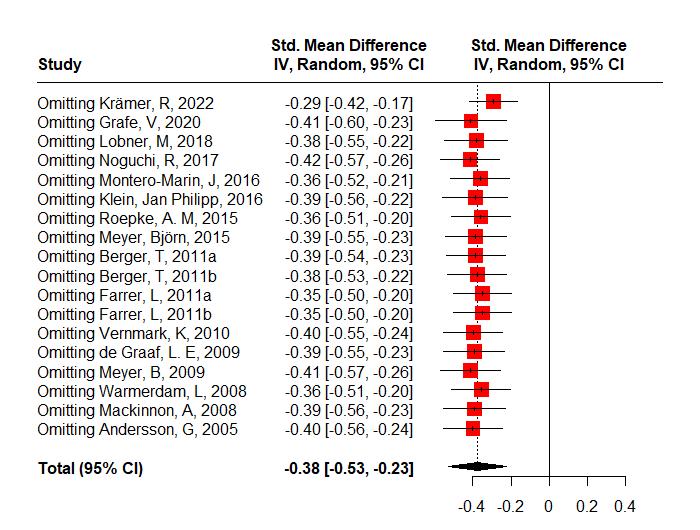 Std. Mean Difference Std. Mean Difference
Study IV, Random, 95% CI IV, Random, 95% CI
Omitting Krämer, R, 2022 -0.29 [-0.42, -0.17]
Omitting Grafe, V, 2020 -0.41 [-0.60, -0.23]
Omitting Lobner, M, 2018 -0.38 [-0.55, -0.22]
Omitting Noguchi, R, 2017 -0.42 [-0.57, -0.26]
Omitting Montero-Marin, J, 2016 -0.36 [-0.52, -0.21]
Omitting Klein, Jan Philipp, 2016 -0.39 [-0.56, -0.22]
Omitting Roepke, A. M, 2015 -0.36 [-0.51, -0.20]
Omitting Meyer, Björn, 2015 -0.39 [-0.55, -0.23]
Omitting Berger, T, 2011a -0.39 [-0.54, -0.23]
Omitting Berger, T, 2011b -0.38 [-0.53, -0.22]
Omitting Farrer, L, 2011a -0.35 [-0.50, -0.20]
Omitting Farrer, L, 2011b -0.35 [-0.50, -0.20]
Omitting Vernmark, K, 2010 -0.40 [-0.55, -0.24]
Omitting de Graaf, L. E, 2009 -0.39 [-0.55, -0.23]
Omitting Meyer, B, 2009 -0.41 [-0.57, -0.26]
Omitting Warmerdam, L, 2008 -0.36 [-0.51, -0.20]
Omitting Mackinnon, A, 2008 -0.39 [-0.56, -0.23]
Omitting Andersson, G, 2005 -0.40 [-0.56, -0.24]
Total (95% CI) -0.38 [-0.53, -0.23]
-0.4 -0.2 0 0.2 0.4